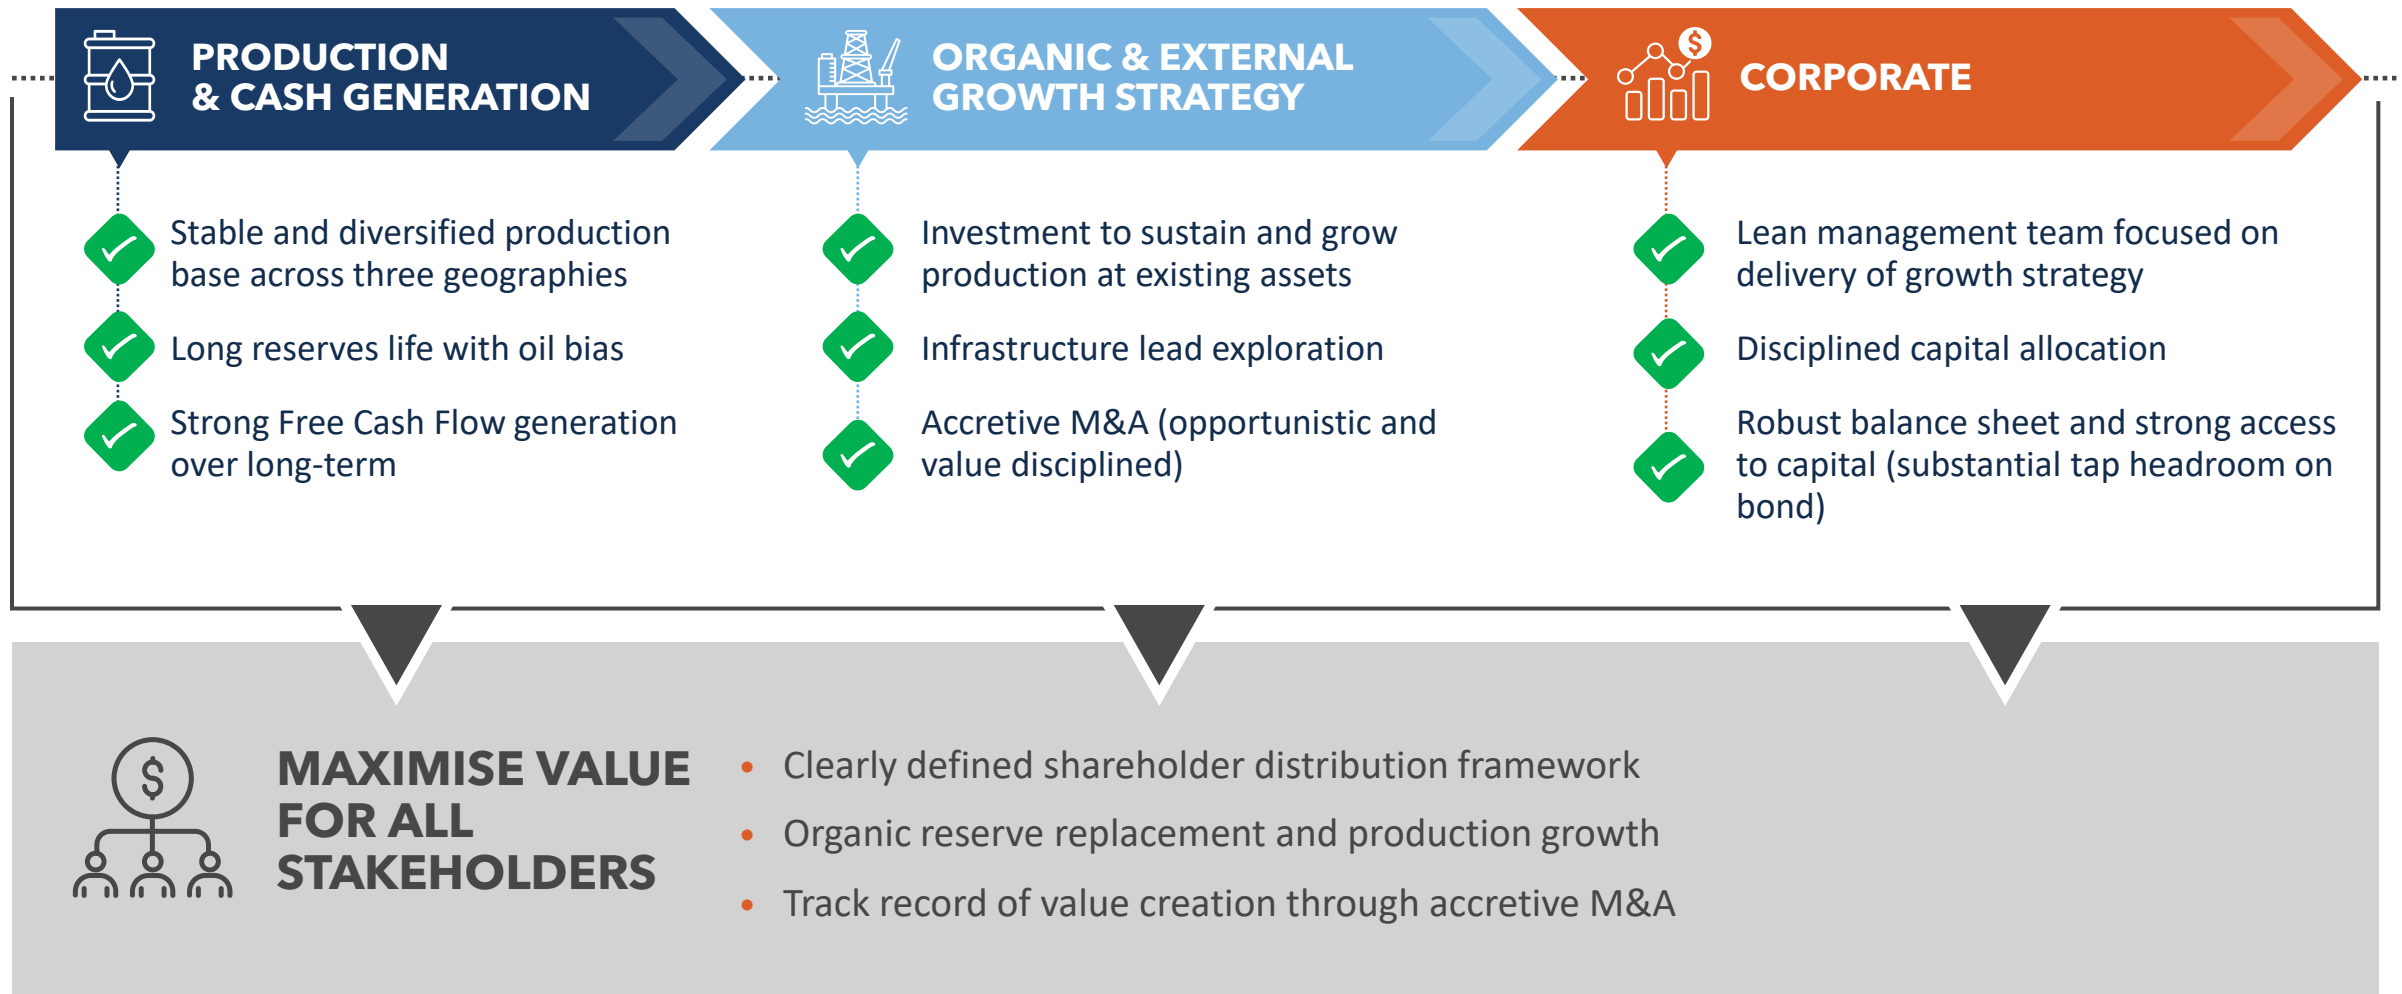 PRODUCTION
& CASH GENERATION
Stable and diversified production
base across three geographies
Long reserves life with oil bias
Strong Free Cash Flow generation
over long-term
ORGANIC & EXTERNAL
GROWTH STRATEGY
Investment to sustain and grow
production at existing assets
Infrastructure lead exploration
Accretive M&A (opportunistic and
value disciplined)
$
CORPORATE
Lean management team focused on
delivery of growth strategy
Disciplined capital allocation
Robust balance sheet and strong access
to capital (substantial tap headroom on
bond)
$
MAXIMISE VALUE
FOR ALL
STAKEHOLDERS
• Clearly defined shareholder distribution framework
• Organic reserve replacement and production growth
• Track record of value creation through accretive M&A